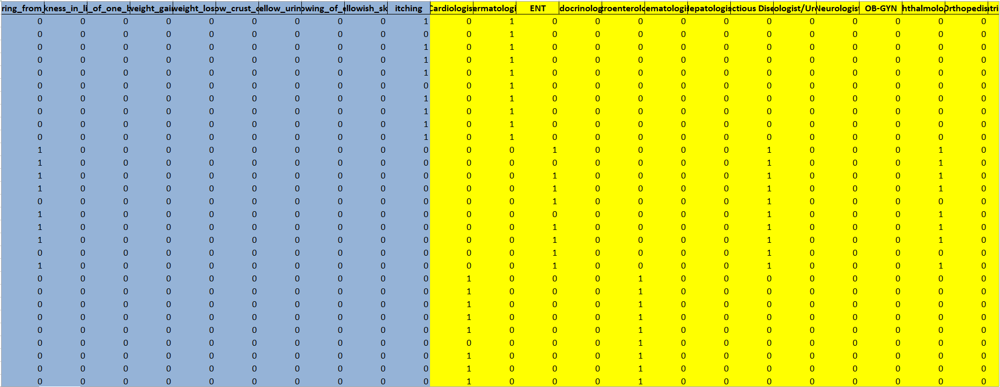 ring_from_ kness_in_li _of_one_b weight_gai weight_los ow_crust_o ellow_urin owing_of_ llowish_sk itching Cardiologis ermatologi ENT docrinolog troenterolo ematologi Hepatologis ctious Dise ologist/Uro Neurologist OB-GYN hthalmolog Orthopedis atri
0 0 0 0 0 0 0 0 0 1 0 1 0 0 0 0 0 0 0 0 0 0 0
0 0 0 0 0 0 0 0 0 0 0 1 0 0 0 0 0 0 0 0 0 0 0
0 0 0 0 0 0 0 0 0 1 0 1 0 0 0 0 0 0 0 0 0 0 0
0 0 0 0 0 0 0 0 0 1 0 1 0 0 0 0 0 0 0 0 0 0 0
0 0 0 0 0 0 0 0 0 1 0 1 0 0 0 0 0 0 0 0 0 0 0
0 0 0 0 0 0 0 0 0 0 0 1 0 0 0 0 0 0 0 0 0 0 0
0 0 0 0 0 0 0 0 0 1 0 1 0 0 0 0 0 0 0 0 0 0 0
0 0 0 0 0 0 0 0 0 1 0 1 0 0 0 0 0 0 0 0 0 0 0
0 0 0 0 0 0 0 0 0 1 0 1 0 0 0 0 0 0 0 0 0 0 0
0 0 0 0 0 0 0 0 0 1 0 1 0 0 0 0 0 0 0 0 0 0 0
1 0 0 0 0 0 0 0 0 0 0 0 1 0 0 0 0 1 0 0 0 1 0
1 0 0 0 0 0 0 0 0 0 0 0 0 0 0 0 0 1 0 0 0 1 0
1 0 0 0 0 0 0 0 0 0 0 0 1 0 0 0 0 1 0 0 0 1 0
1 0 0 0 0 0 0 0 0 0 0 0 1 0 0 0 0 1 0 0 0 1 0
0 0 0 0 0 0 0 0 0 0 0 0 1 0 0 0 0 1 0 0 0 0 0
1 0 0 0 0 0 0 0 0 0 0 0 0 0 0 0 0 1 0 0 0 1 0
1 0 0 0 0 0 0 0 0 0 0 0 1 0 0 0 0 1 0 0 0 1 0
1 0 0 0 0 0 0 0 0 0 0 0 1 0 0 0 0 1 0 0 0 1 0
0 0 0 0 0 0 0 0 0 0 0 0 1 0 0 0 0 1 0 0 0 0 0
1 0 0 0 0 0 0 0 0 0 0 0 1 0 0 0 0 1 0 0 0 1 0
0 0 0 0 0 0 0 0 0 0 1 0 0 0 1 0 0 0 0 0 0 0 0
0 0 0 0 0 0 0 0 0 0 1 0 0 0 1 0 0 0 0 0 0 0 0
0 0 0 0 0 0 0 0 0 0 1 0 0 0 1 0 0 0 0 0 0 0 0
0 0 0 0 0 0 0 0 0 0 1 0 0 0 1 0 0 0 0 0 0 0 0
0 0 0 0 0 0 0 0 0 0 1 0 0 0 1 0 0 0 0 0 0 0 0
0 0 0 0 0 0 0 0 0 0 0 0 0 0 1 0 0 0 0 0 0 0 0
0 0 0 0 0 0 0 0 0 0 1 0 0 0 1 0 0 0 0 0 0 0 0
0 0 0 0 0 0 0 0 0 0 1 0 0 0 1 0 0 0 0 0 0 0 0
0 0 0 0 0 0 0 0 0 0 1 0 0 0 1 0 0 0 0 0 0 0 0